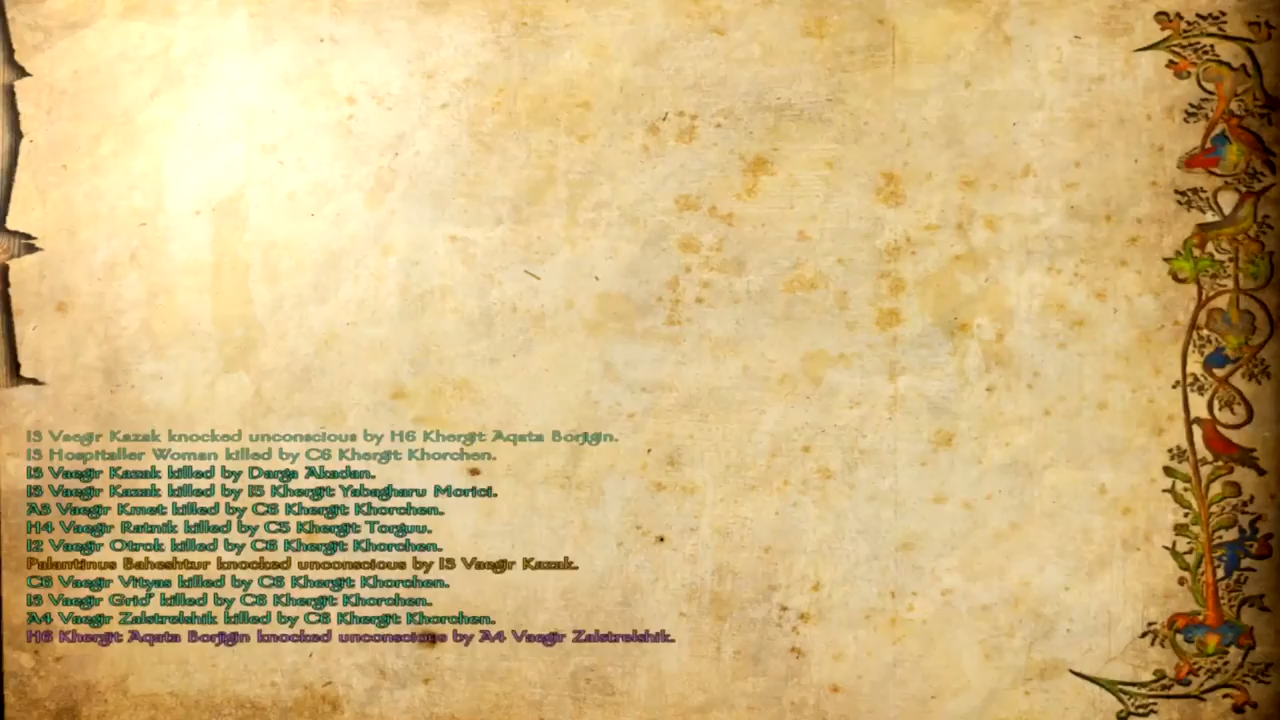 I3 Vaegir Kazak knocked unconscious by H6 Khergit Aqata Borjigin.
I3 Hospitaller Woman killed by C6 Khergit Khorchen.
I3 Vaegir Kazak killed by Darga Akadan.
I3 Vaegir Kazak killed by I5 Khergit Yabagharu Morici.
A3 Vaegir Kmet killed by C6 Khergit Khorchen.
H4 Vaegir Ratnik killed by C5 Khergit Torguu.
I2 Vaegir Otrok killed by C6 Khergit Khorchen.
Palantinus Baheshtur knocked unconscious by I3 Vaegir Kazak.
C6 Vaegir Vityas killed by C6 Khergit Khorchen.
I3 Vaegir Grid' killed by C6 Khergit Khorchen.
A4 Vaegir Zalstrelshik killed by C6 Khergit Khorchen.
H6 Khergit Aqata Borjigin knocked unconscious by A4 Vaegir Zalstrelshik.